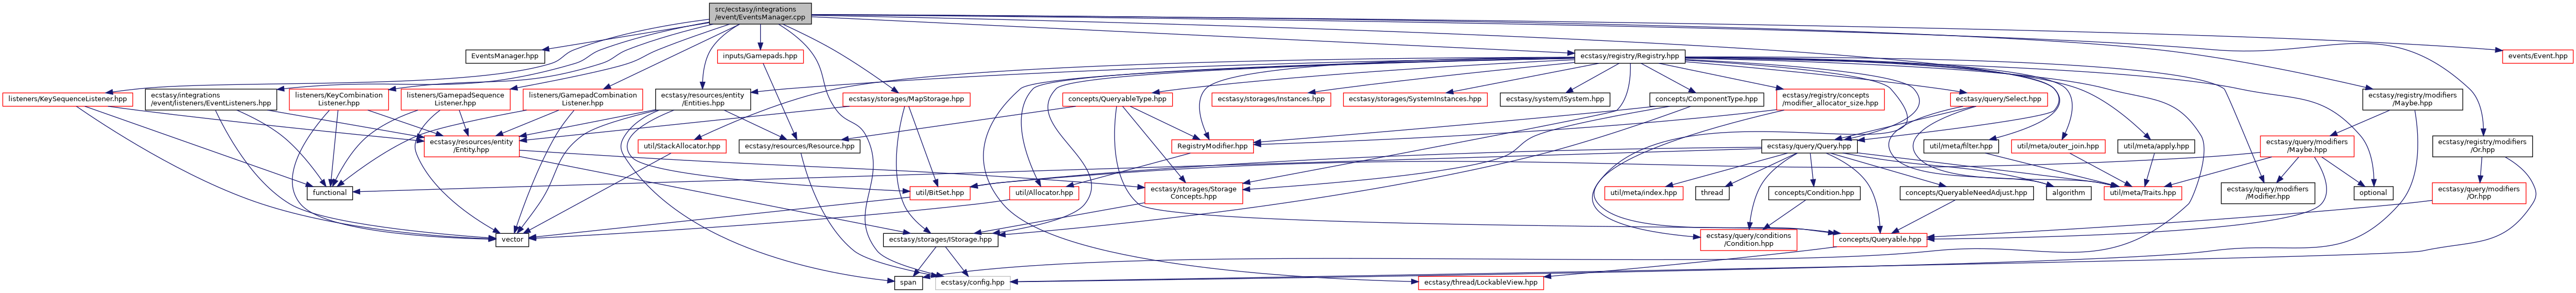 src/ecstasy/integrations
/event/EventsManager.cpp
EventsManager.hpp
inputs/Gamepads.hpp
ecstasy/registry/Registry.hpp
events/Event.hpp
listeners/KeySequenceListener.hpp
ecstasy/integrations
/event/listeners/EventListeners.hpp
listeners/KeyCombination
Listener.hpp
listeners/GamepadSequence
Listener.hpp
listeners/GamepadCombination
Listener.hpp
ecstasy/resources/entity
/Entities.hpp
ecstasy/storages/MapStorage.hpp
concepts/QueryableType.hpp
ecstasy/storages/Instances.hpp
ecstasy/storages/SystemInstances.hpp
ecstasy/system/ISystem.hpp
concepts/ComponentType.hpp
ecstasy/registry/concepts
/modifier_allocator_size.hpp
ecstasy/query/Select.hpp
ecstasy/registry/modifiers
/Maybe.hpp
ecstasy/resources/entity
/Entity.hpp
util/StackAllocator.hpp
ecstasy/resources/Resource.hpp
RegistryModifier.hpp
ecstasy/query/Query.hpp
util/meta/filter.hpp
util/meta/outer_join.hpp
util/meta/apply.hpp
ecstasy/query/modifiers
/Maybe.hpp
ecstasy/registry/modifiers
/Or.hpp
functional
util/BitSet.hpp
util/Allocator.hpp
ecstasy/storages/Storage
Concepts.hpp
util/meta/index.hpp
thread
concepts/Condition.hpp
concepts/QueryableNeedAdjust.hpp
algorithm
util/meta/Traits.hpp
ecstasy/query/modifiers
/Modifier.hpp
optional
ecstasy/query/modifiers
/Or.hpp
vector
ecstasy/storages/IStorage.hpp
ecstasy/query/conditions
/Condition.hpp
concepts/Queryable.hpp
span
ecstasy/config.hpp
ecstasy/thread/LockableView.hpp